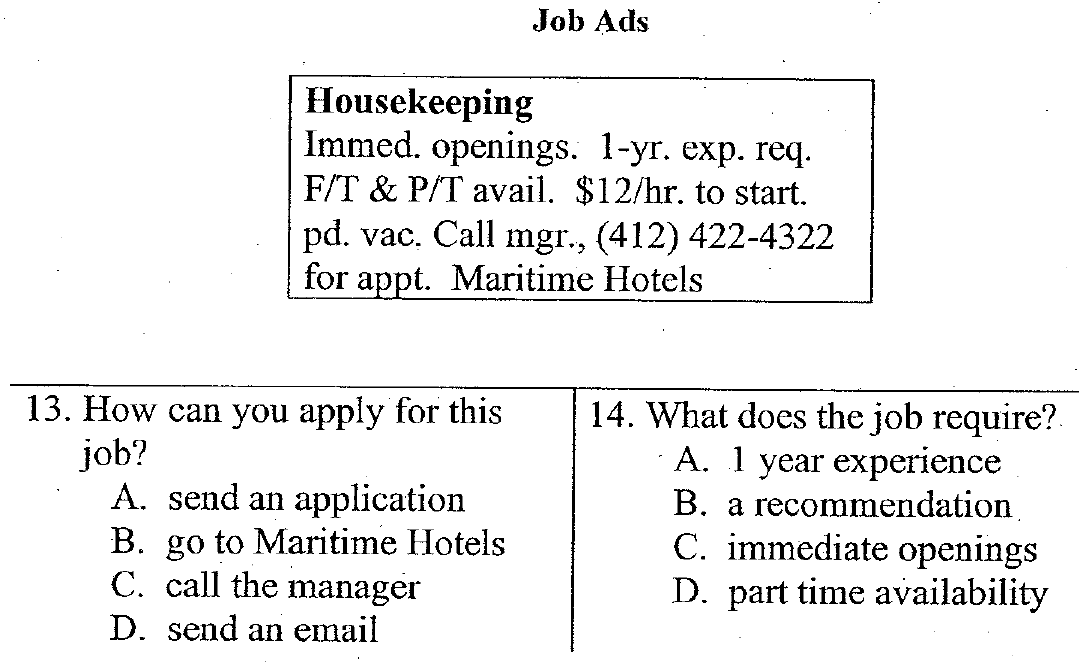 Job Ads
Housekeeping
Immed. openings. 1-yr. exp. req.
F/T & P/T avail. $12/hr. to start.
pd. vac. Call mgr., (412) 422-4322
for appt. Maritime Hotels
13. How can you apply for this
job?
A. send an application
B. go to Maritime Hotels
C. call the manager
D. send an email
14. What does the job require?
A. 1 year experience
B. a recommendation
C. immediate openings
D. part time availability